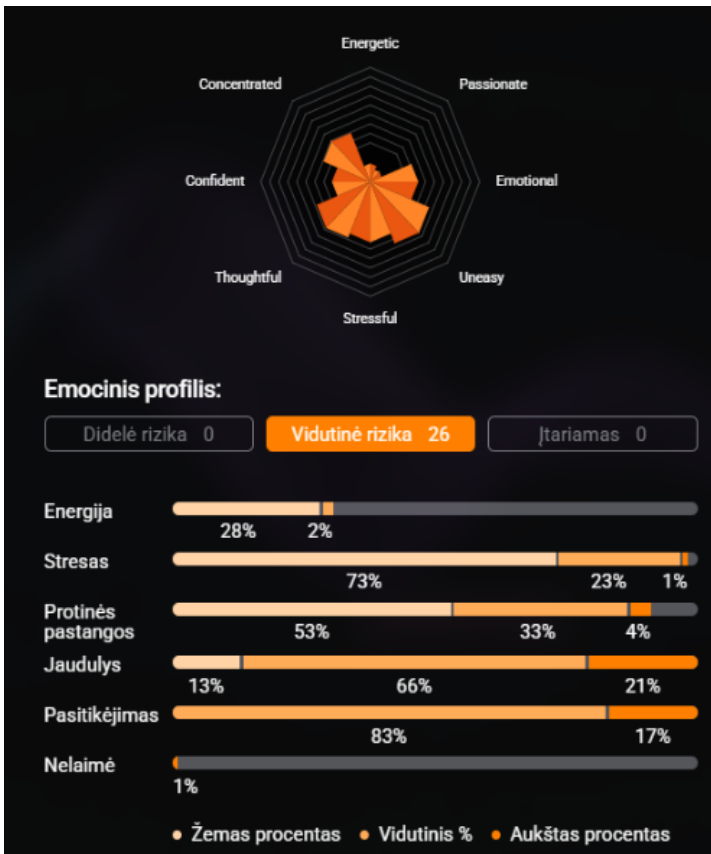 Energetic
Concentrated
Passionate
Confident
Emotional
Thoughtful
Uneasy
Stressful
Emocinis profilis:
Didelė rizika 0
Vidutinė rizika 26
Įtariamas 0
Energija
28% 2%
Stresas
73% 23% 1%
Protinės
pastangos
53% 33% 4%
Jaudulys
13% 66% 21%
Pasitikėjimas
83% 17%
Nelaimė
1%
Žemas procentas Vidutinis % Aukštas procentas